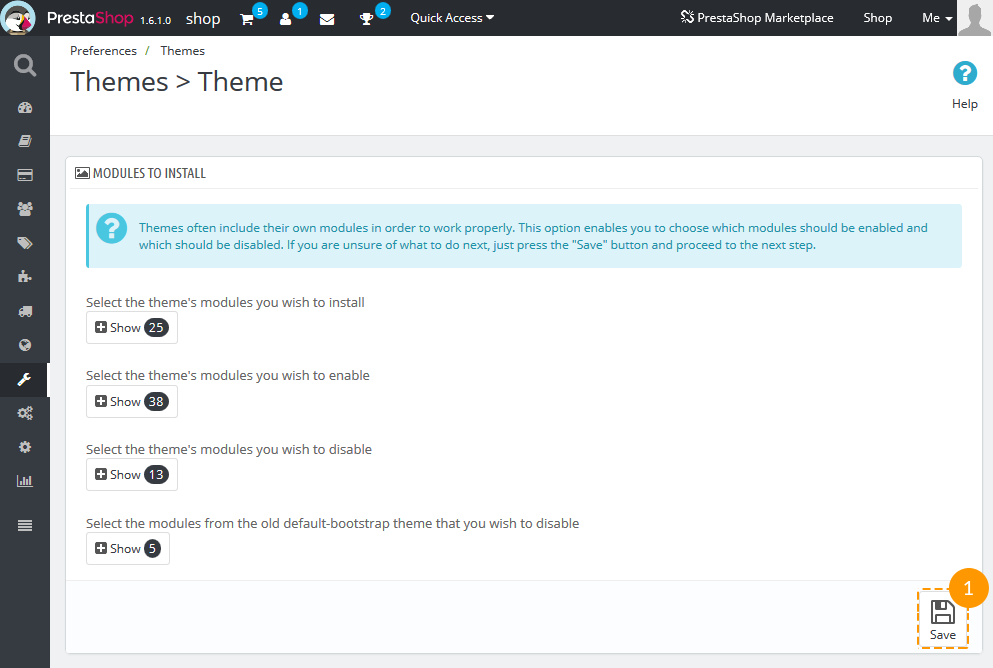 PrestaShop 1.6.1.0 shop 5 1 2 Quick Access PrestaShop Marketplace Shop Me
Preferences / Themes
Themes > Theme
Help
MODULES TO INSTALL
Themes often include their own modules in order to work properly. This option enables you to choose which modules should be enabled and
which should be disabled. If you are unsure of what to do next, just press the "Save" button and proceed to the next step.
Select the theme's modules you wish to install
Show 25
Select the theme's modules you wish to enable
Show 38
Select the theme's modules you wish to disable
Show 13
Select the modules from the old default-bootstrap theme that you wish to disable
Show 5
1
Save